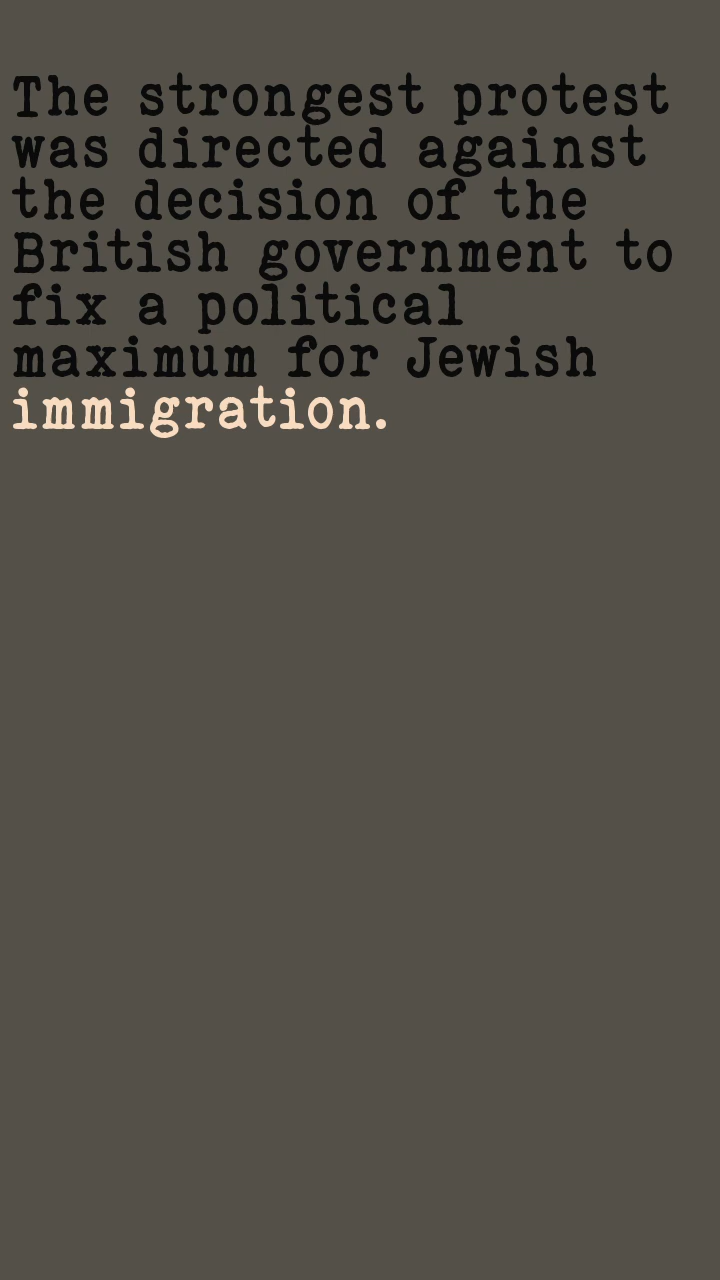 The strongest protest
was directed against
the decision of the
British government to
fix a political
maximum for Jewish
immigration.